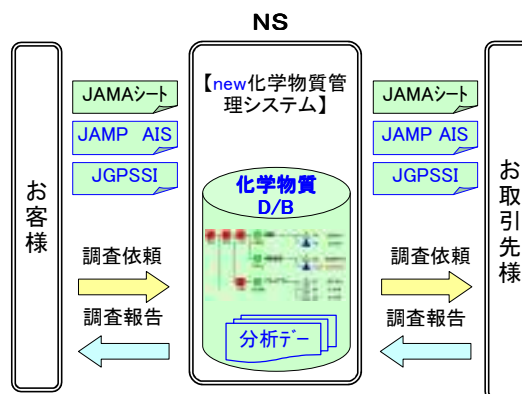 NS
お客様
JAMAシート
JAMP AIS
JGPSSI
調査依頼
調査報告
【new化学物質管
理システム】
化学物質
D/B
分析デー
JAMAシート
JAMP AIS
JGPSSI
調査依頼
調査報告
お取引先様